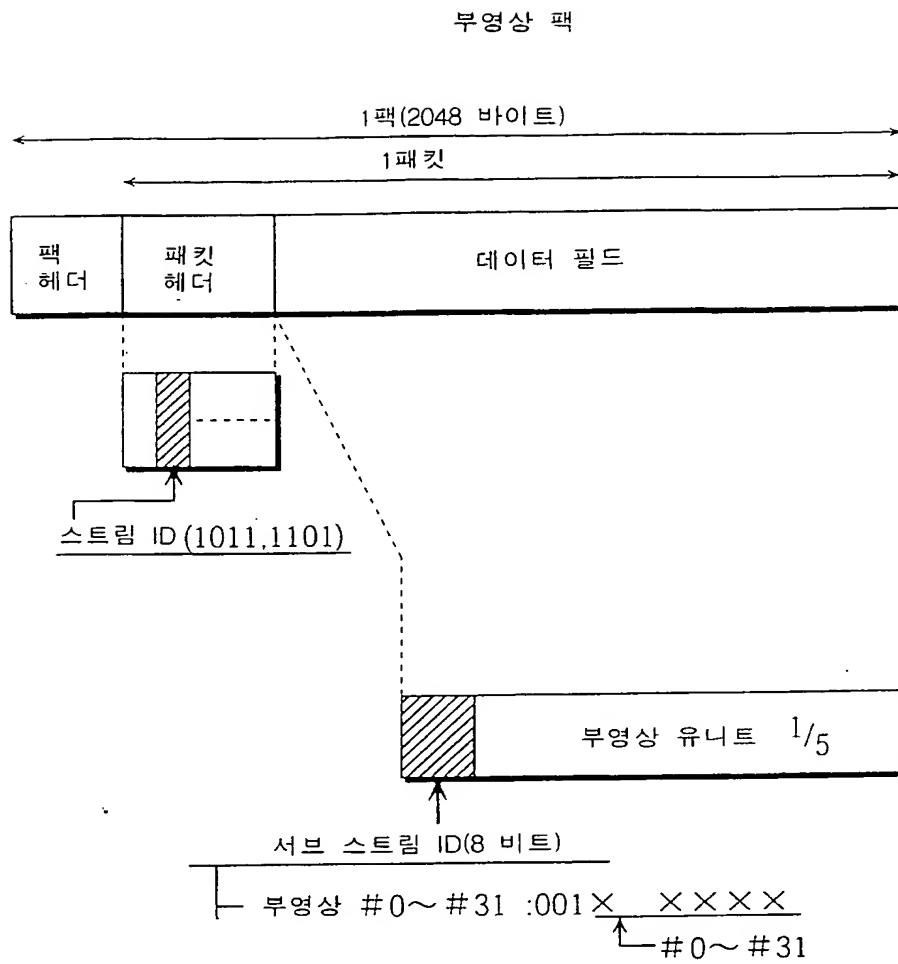 부영상 팩
1팩(2048 바이트)
1패킷
팩 헤더
패킷 헤더
데이터 필드
스트림 ID(1011,1101)
부영상 유니트 1/5
서브 스트림 ID(8 비트)
부영상 #0～#31 :001× ××××
#0～#31